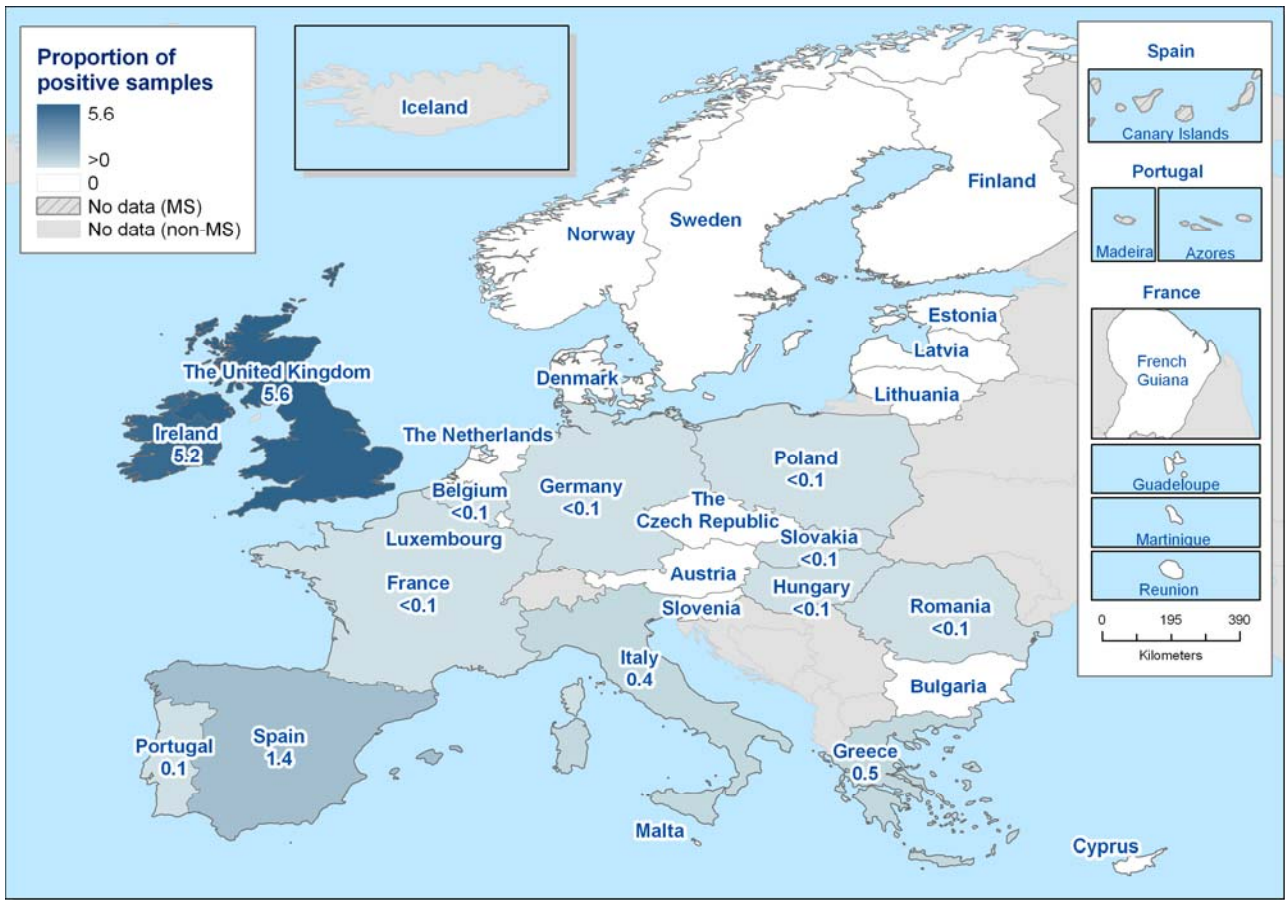 Proportion of
positive samples
5.6
>0
0
No data (MS)
No data (non-MS)
Iceland
Norway
Sweden
Finland
Estonia
Latvia
Lithuania
Denmark
The United Kingdom
5.6
Ireland
5.2
The Netherlands
Belgium
<0.1
Luxembourg
Germany
<0.1
Poland
<0.1
The
Czech Republic
Slovakia
<0.1
Austria
Hungary
<0.1
Slovenia
Romania
<0.1
France
<0.1
Italy
0.4
Bulgaria
Portugal
0.1
Spain
1.4
Greece
0.5
Malta
Cyprus
Spain
Canary Islands
Portugal
Madeira
Azores
France
French
Guiana
Guadeloupe
Martinique
Reunion
0 195 390
Kilometers